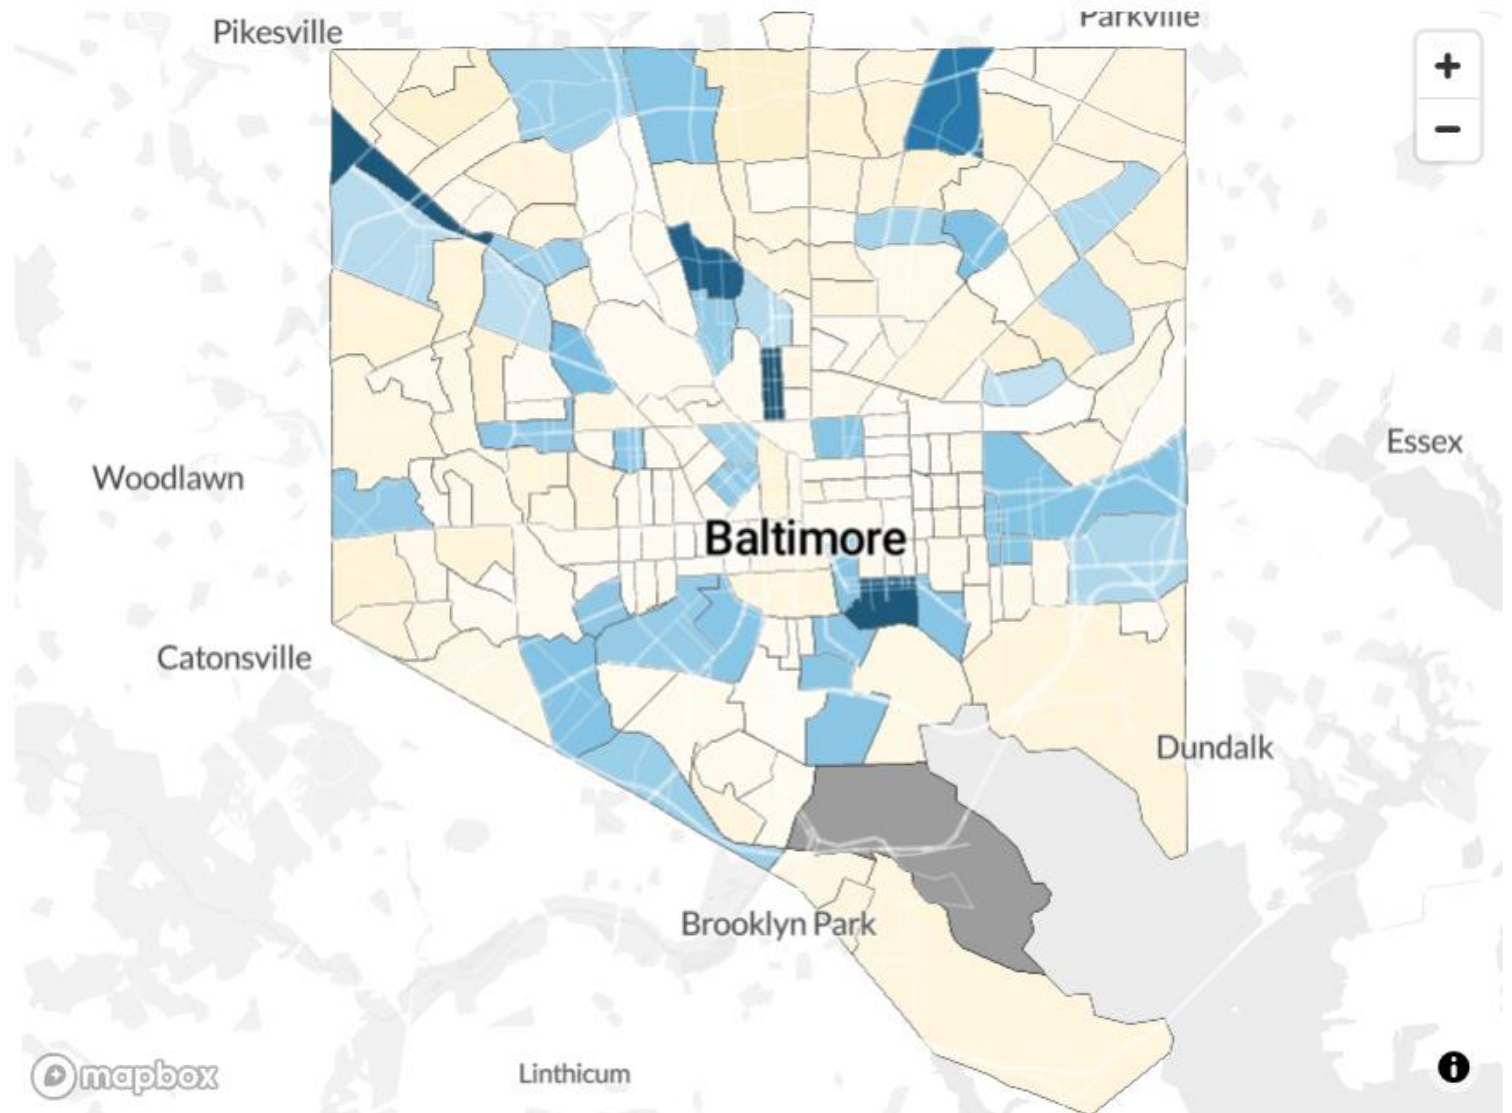 Pikesville
Parkville
+
−
Essex
Woodlawn
Baltimore
Catonsville
Dundalk
Brooklyn Park
Linthicum
mapbox
i